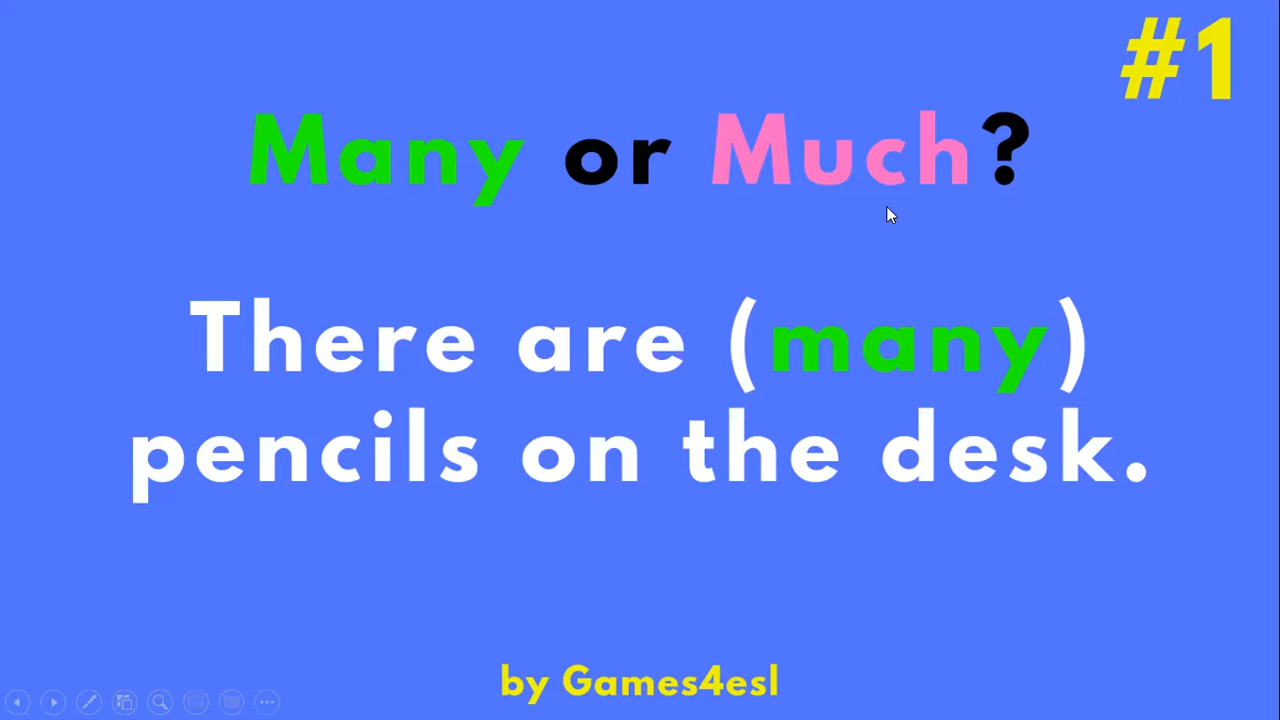 #1
Many or Much?
There are (many)
pencils on the desk.
by Games4esl